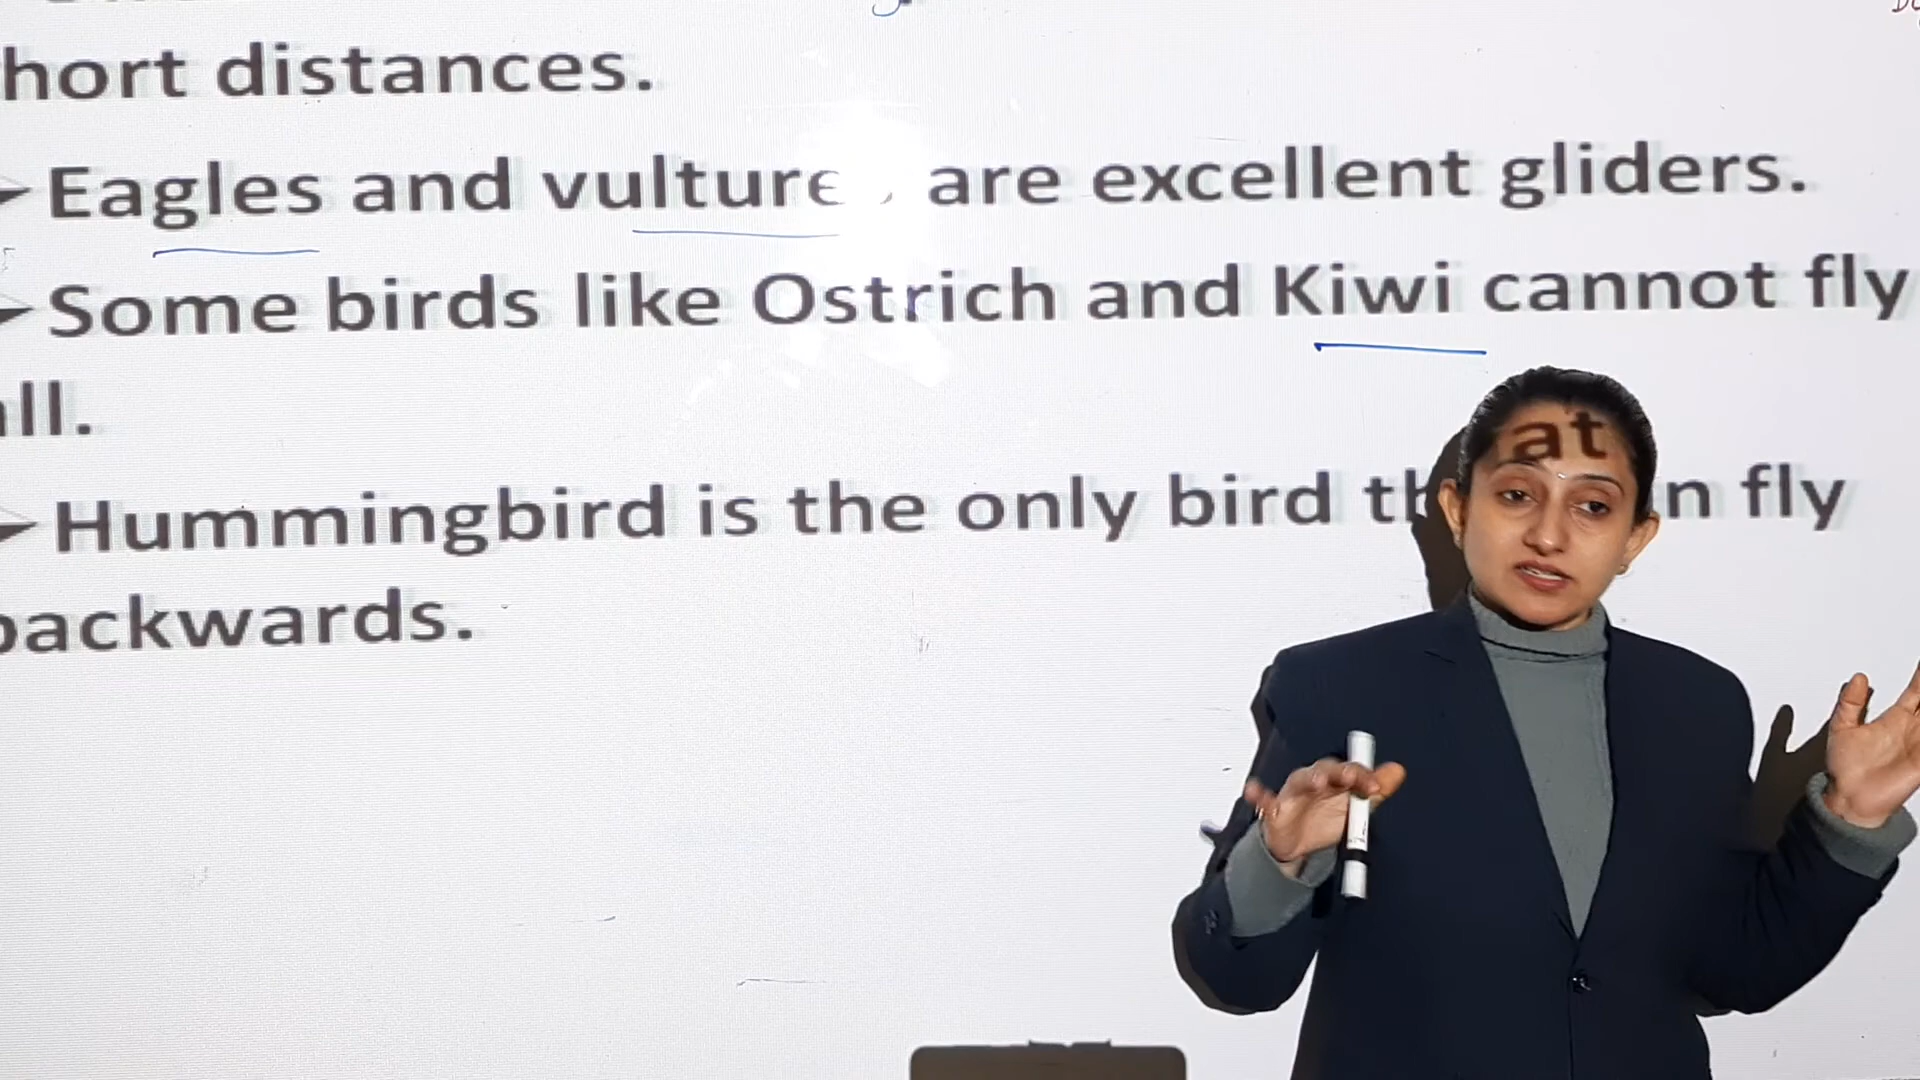 hort distances.
➤Eagles and vulture , are excellent gliders.
➤Some birds like Ostrich and Kiwi cannot fly at
ll.
➤Hummingbird is the only bird th n fly
backwards.